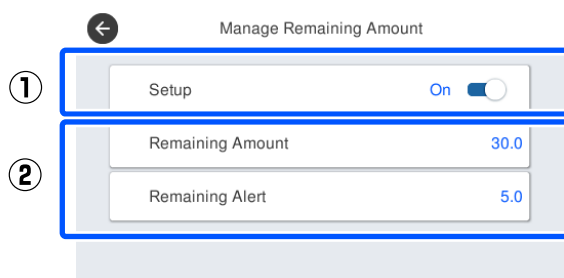 Manage Remaining Amount
①
Setup On
②
Remaining Amount 30.0
Remaining Alert 5.0